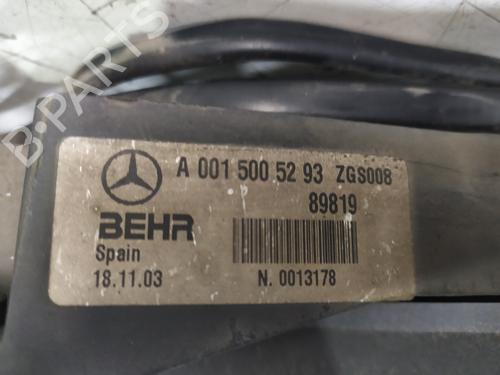 B-PARTS
A 001 500 52 93 ZGS008
89819
BEHR
Spain
18.11.03
N. 0013178